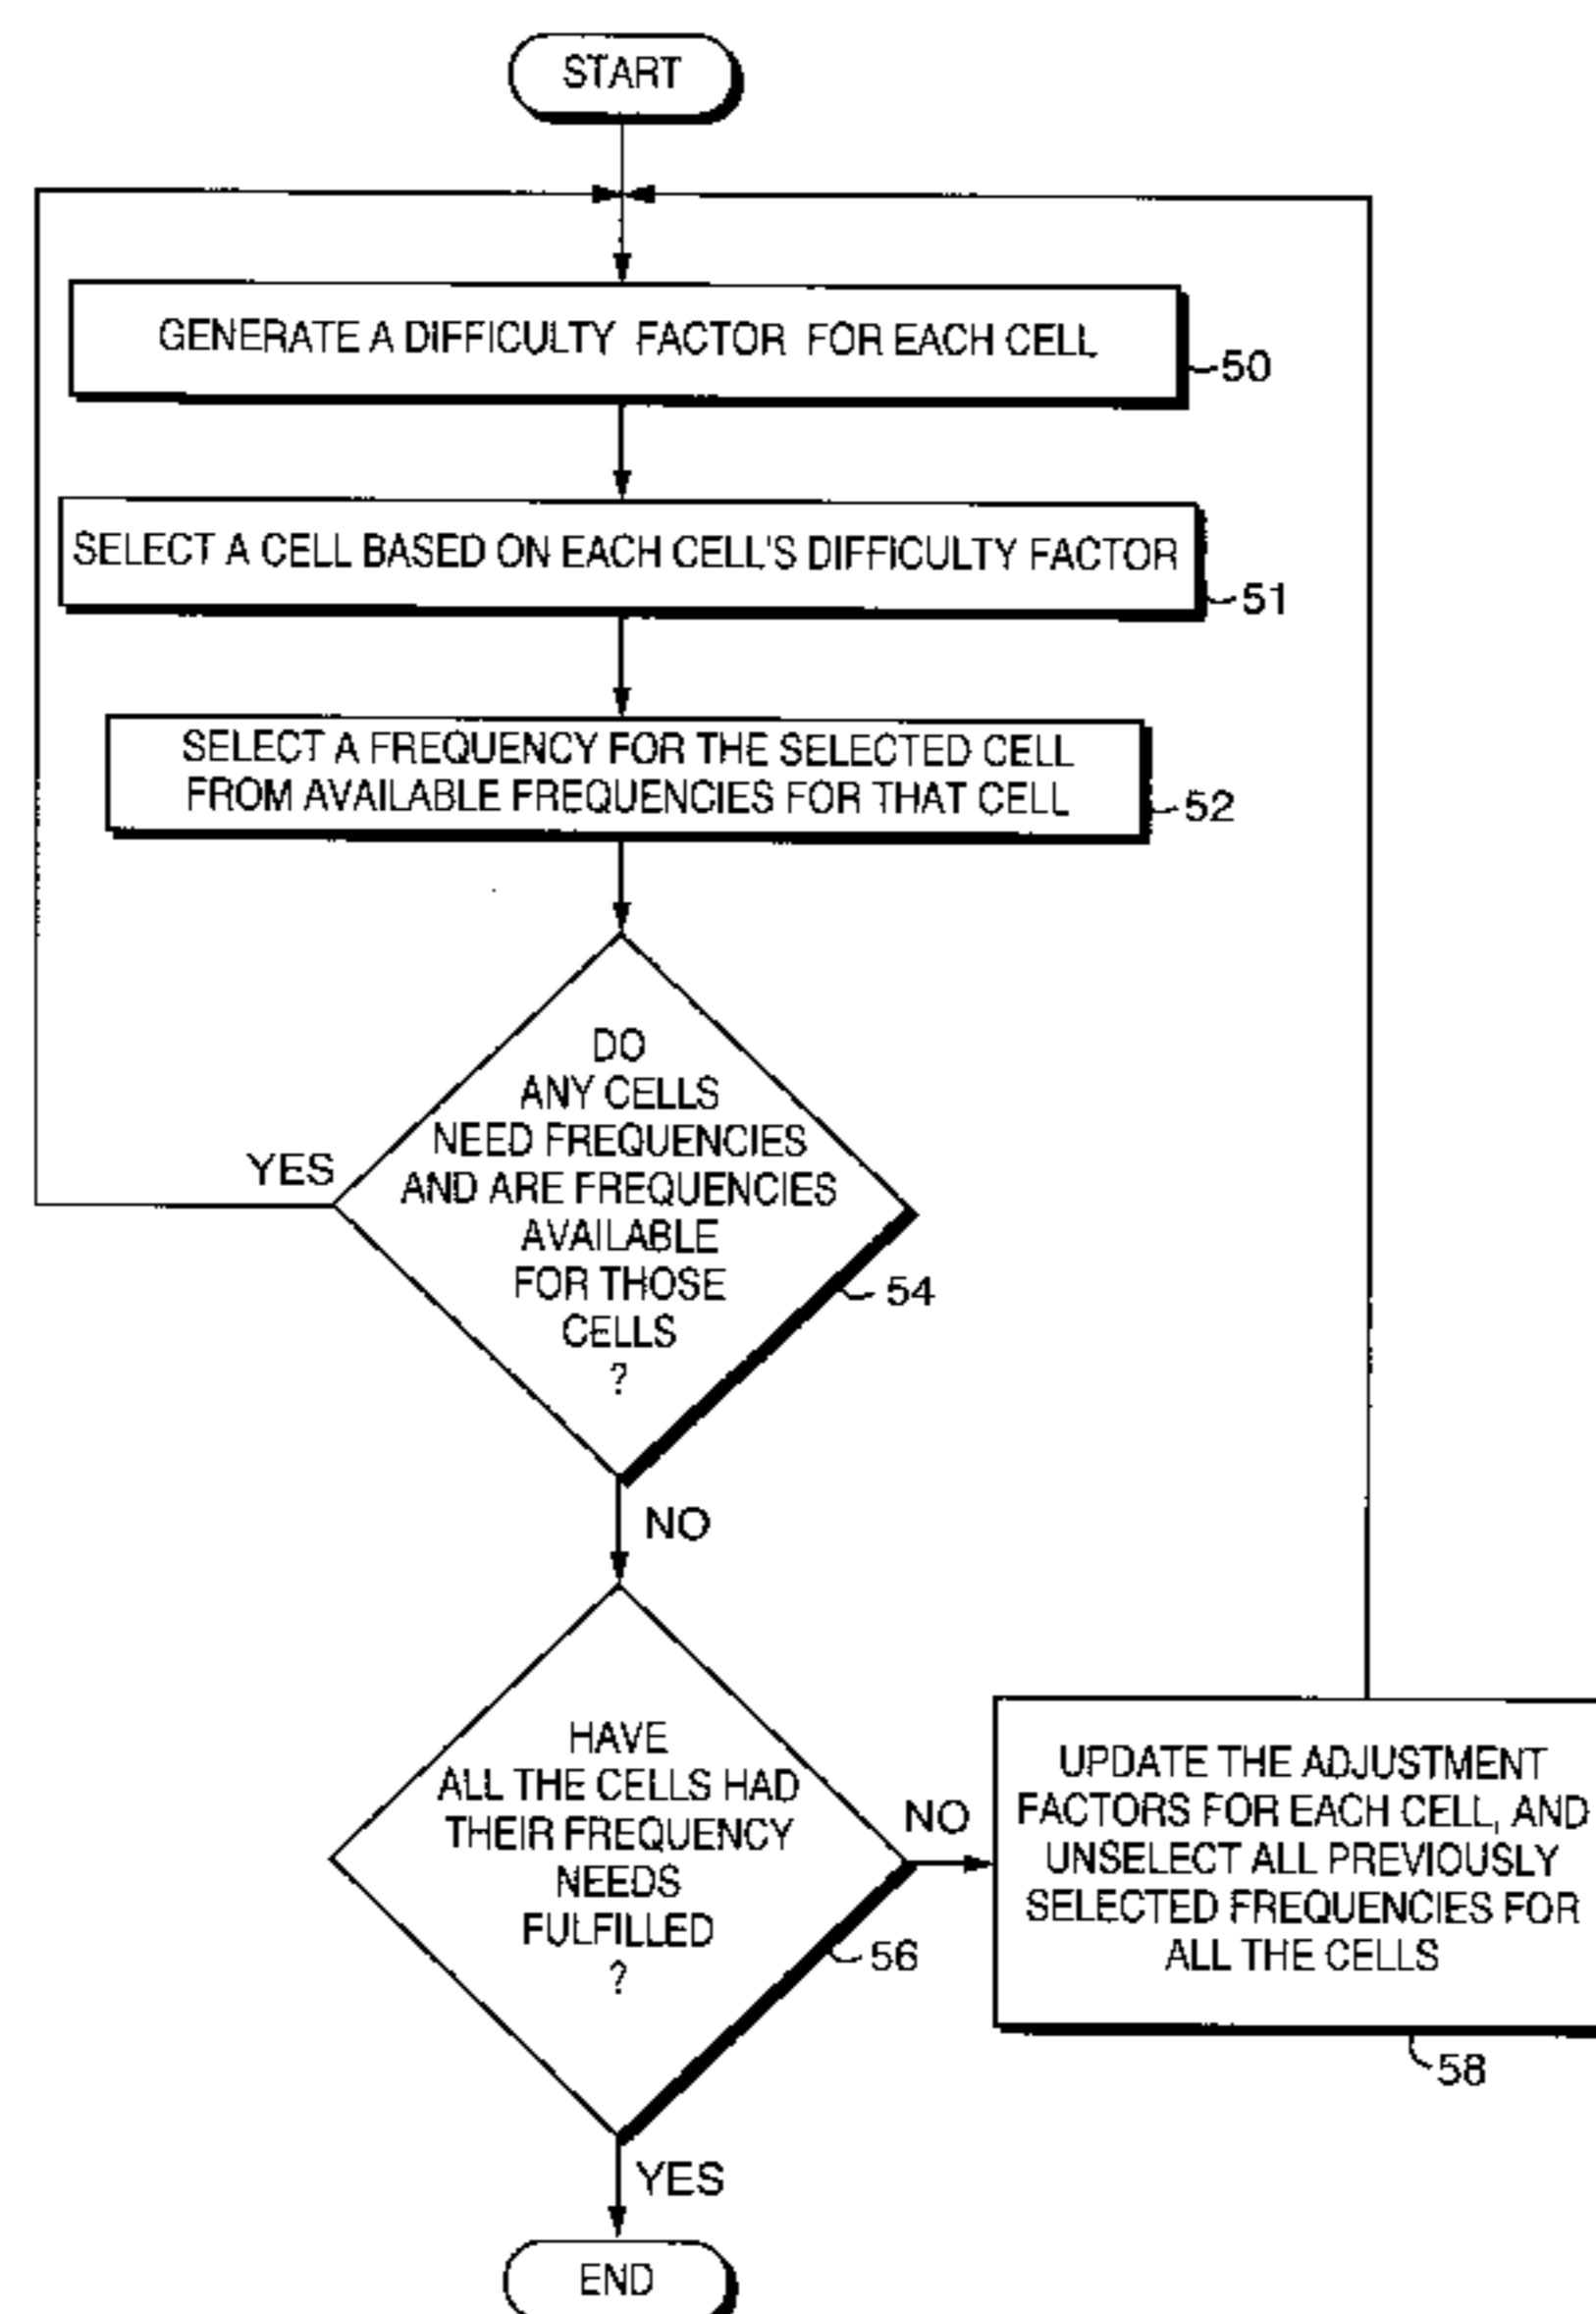 START
GENERATE A DIFFICULTY FACTOR FOR EACH CELL
50
SELECT A CELL BASED ON EACH CELL'S DIFFICULTY FACTOR
51
SELECT A FREQUENCY FOR THE SELECTED CELL
FROM AVAILABLE FREQUENCIES FOR THAT CELL
52
DO
ANY CELLS
NEED FREQUENCIES
AND ARE FREQUENCIES
AVAILABLE
FOR THOSE
CELLS
?
YES
54
NO
HAVE
ALL THE CELLS HAD
THEIR FREQUENCY
NEEDS
FULFILLED
?
56
NO
UPDATE THE ADJUSTMENT
FACTORS FOR EACH CELL, AND
UNSELECT ALL PREVIOUSLY
SELECTED FREQUENCIES FOR
ALL THE CELLS
58
YES
END